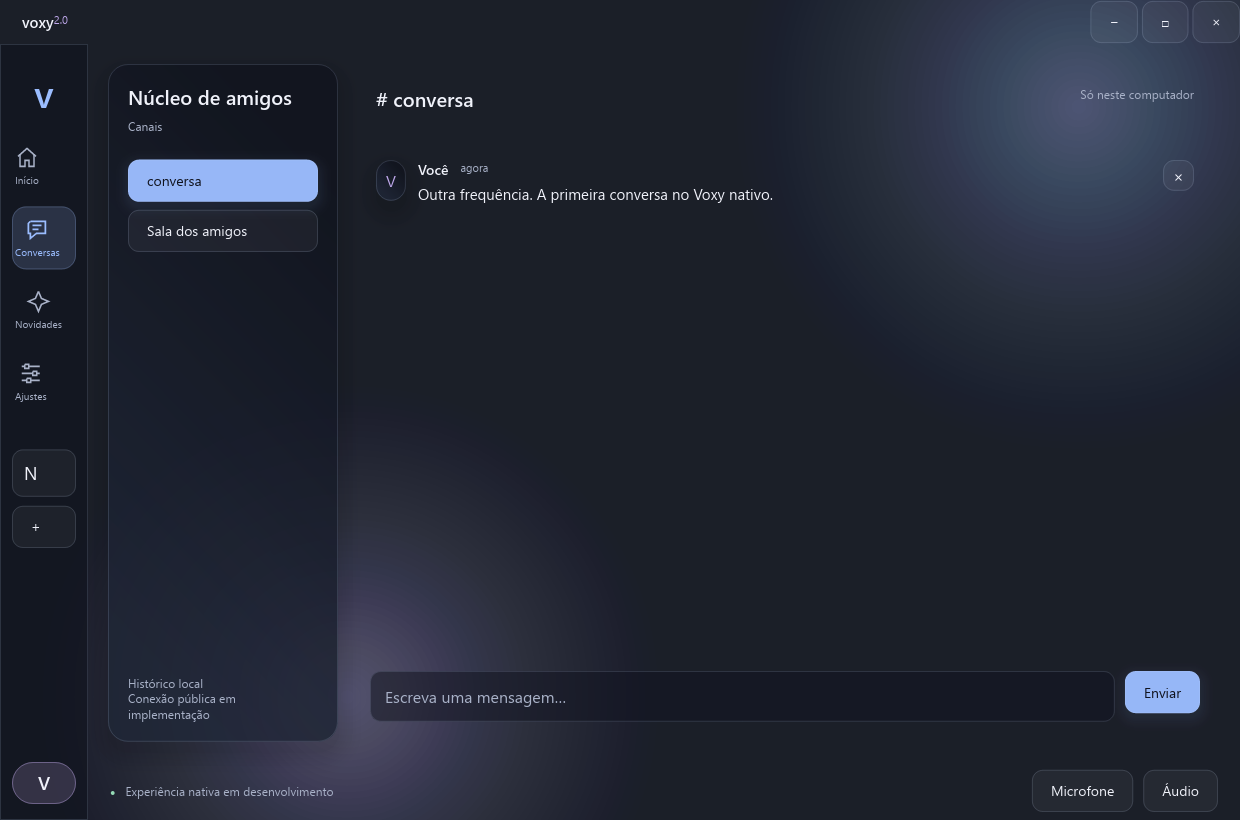 voxy2.0
V
Início
Conversas
Novidades
Ajustes
N
+
V
Núcleo de amigos
Canais
conversa
Sala dos amigos
Histórico local
Conexão pública em
implementação
# conversa
Só neste computador
V
Você agora
Outra frequência. A primeira conversa no Voxy nativo.
Escreva uma mensagem...
Enviar
Experiência nativa em desenvolvimento
Microfone
Áudio